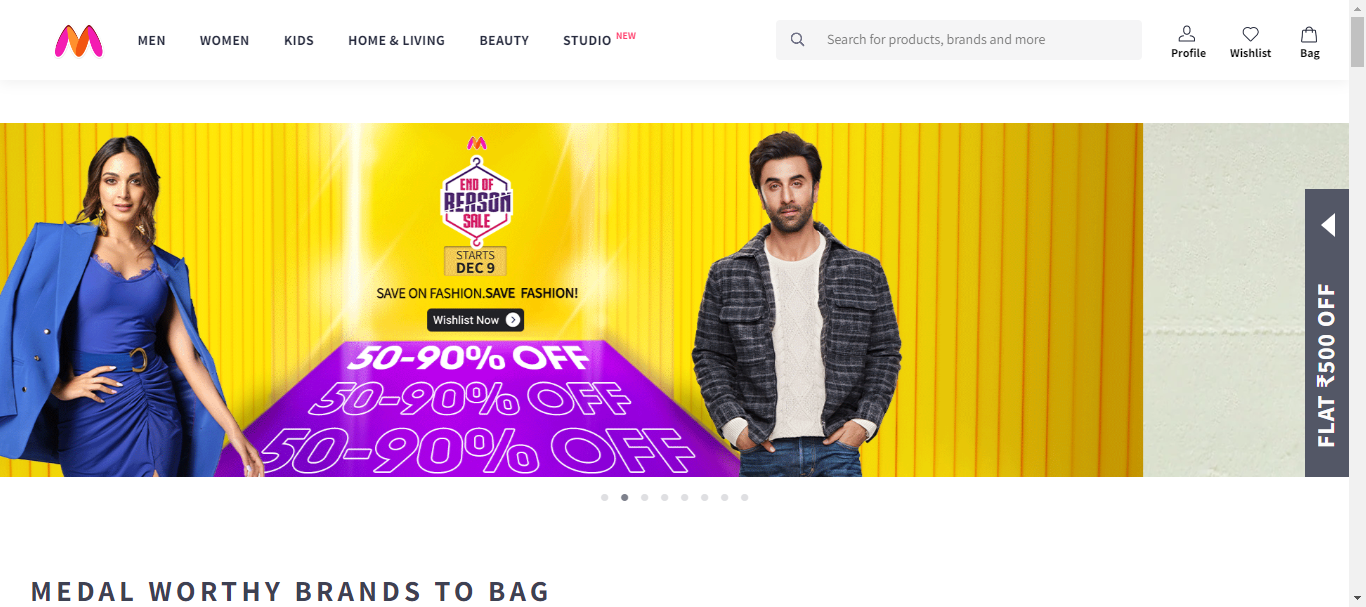 MEN WOMEN KIDS HOME & LIVING BEAUTY STUDIO NEW
Search for products, brands and more
Profile Wishlist Bag
END OF
REASON
SALE
STARTS
DEC 9
SAVE ON FASHION.SAVE FASHION!
Wishlist Now
50-90% OFF
50-90% OFF
50-90% OFF
FLAT ₹500 OFF
MEDAL WORTHY BRANDS TO BAG